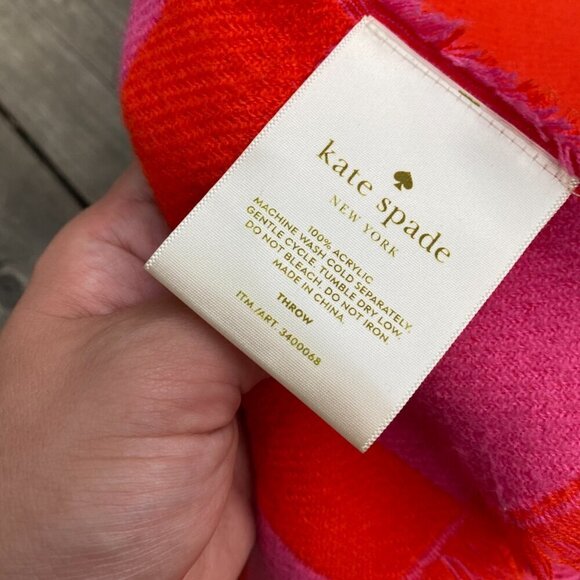 kate spade
NEW YORK
100% ACRYLIC
MACHINE WASH COLD SEPARATELY.
GENTLE CYCLE. TUMBLE DRY LOW.
DO NOT BLEACH. DO NOT IRON.
MADE IN CHINA.
THROW
ITM./ART. 3400068